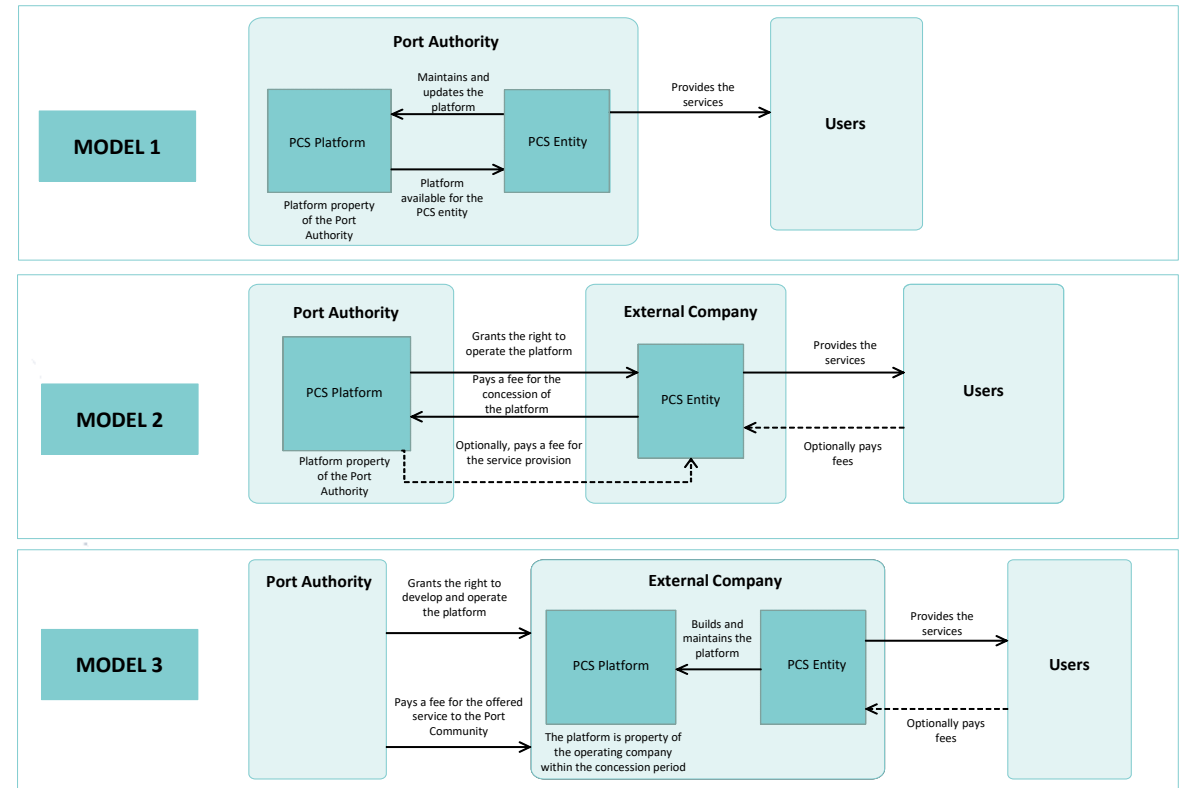 MODEL 1
Port Authority
Maintains and
updates the
platform
PCS Platform
PCS Entity
Platform
available for the
PCS entity
Platform property
of the Port
Authority
Provides the
services
Users
MODEL 2
Port Authority
PCS Platform
Platform property
of the Port
Authority
Grants the right to
operate the platform
Pays a fee for the
concession of
the platform
Optionally, pays a fee for
the service provision
External Company
PCS Entity
Provides the
services
Optionally pays
fees
Users
MODEL 3
Port Authority
Grants the right to
develop and operate
the platform
Pays a fee for the offered
service to the Port
Community
External Company
PCS Platform
Builds and
maintains the
platform
PCS Entity
The platform is property of
the operating company
within the concession period
Provides the
services
Optionally pays
fees
Users